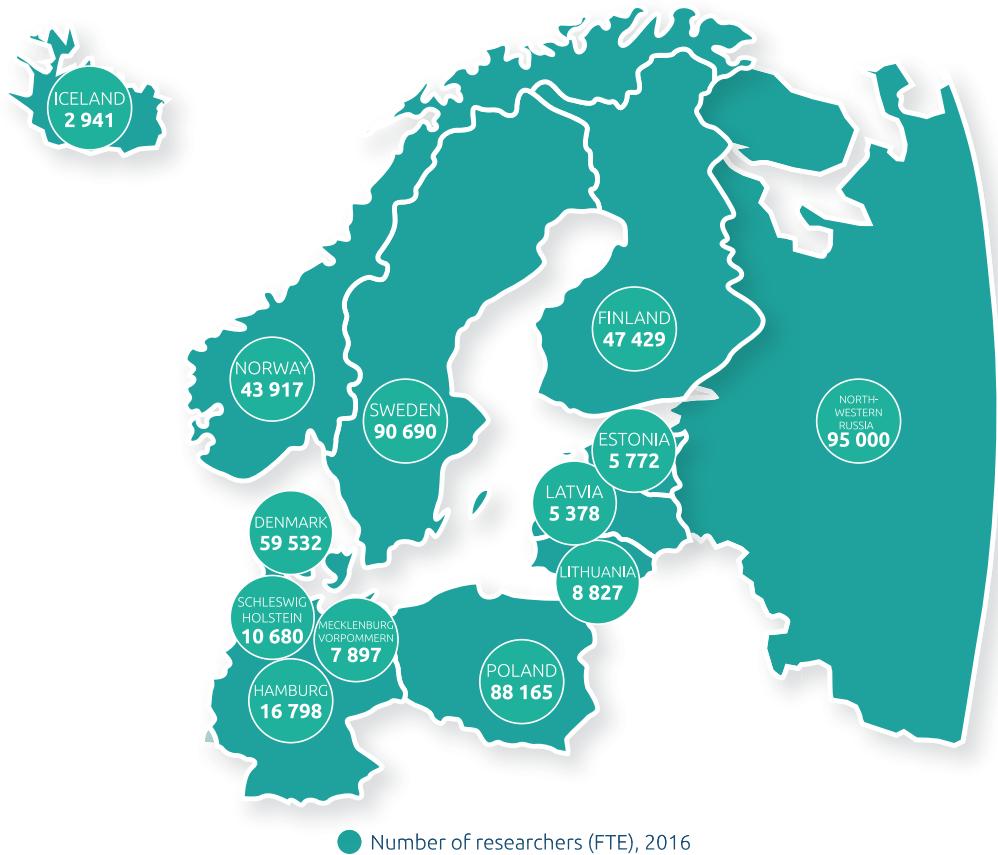 ICELAND
2 941
FINLAND
47 429
NORWAY
43 917
SWEDEN
90 690
NORTH-
WESTERN
RUSSIA
95 000
ESTONIA
5 772
LATVIA
5 378
DENMARK
59 532
LITHUANIA
8 827
SCHLESWIG
HOLSTEIN
10 680
MECKLENBURG
VORPOMMERN
7 897
POLAND
88 165
HAMBURG
16 798
Number of researchers (FTE), 2016